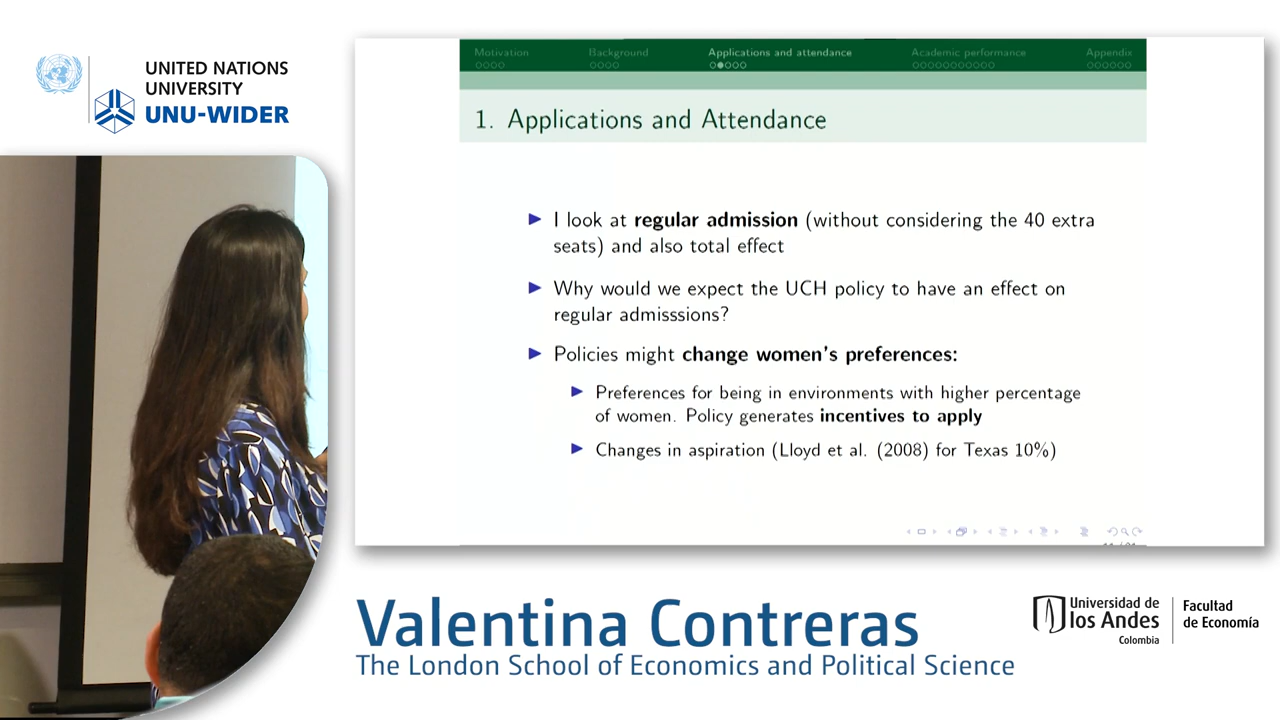 UNITED NATIONS
UNIVERSITY
UNU-WIDER
Motivation
Background
Applications and attendance
Academic performance
Appendix
1. Applications and Attendance
I look at regular admission (without considering the 40 extra
seats) and also total effect
Why would we expect the UCH policy to have an effect on
regular admisssions?
Policies might change women's preferences:
Preferences for being in environments with higher percentage
of women. Policy generates incentives to apply
Changes in aspiration (Lloyd et al. (2008) for Texas 10%)
Valentina Contreras
The London School of Economics and Political Science
Universidad de
los Andes
Colombia
Facultad
de Economía